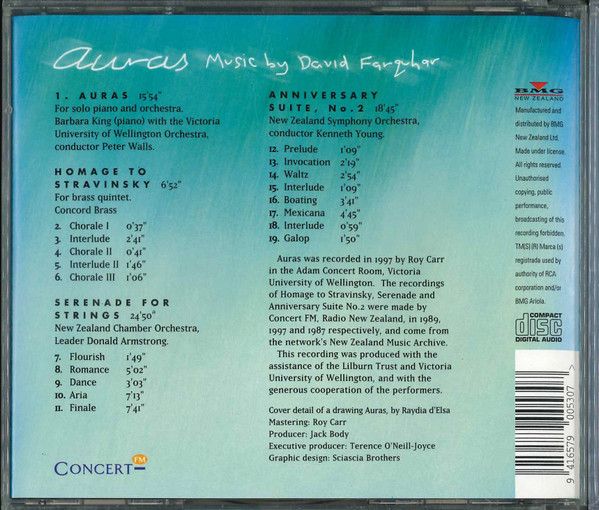 auras Music by David Farquhar
1. AURAS 15'54"
For solo piano and orchestra.
Barbara King (piano) with the Victoria
University of Wellington Orchestra,
conductor Peter Walls.
HOMAGE TO
STRAVINSKY 6'52"
For brass quintet.
Concord Brass
2. Chorale I 0'37"
3. Interlude 2'41"
4. Chorale II 0'41"
5. Interlude II 1'46"
6. Chorale III 1'06"
SERENADE FOR
STRINGS 24'50"
New Zealand Chamber Orchestra,
Leader Donald Armstrong.
7. Flourish 1'49"
8. Romance 5'02"
9. Dance 3'03"
10. Aria 7'13"
11. Finale 7'41"
CONCERT FM
ANNIVERSARY
SUITE, No.2 18'45"
New Zealand Symphony Orchestra,
conductor Kenneth Young.
12. Prelude 1'09"
13. Invocation 2'19"
14. Waltz 2'54"
15. Interlude 1'09"
16. Boating 3'41"
17. Mexicana 4'45"
18. Interlude 0'59"
19. Galop 1'50"
Auras was recorded in 1997 by Roy Carr
in the Adam Concert Room, Victoria
University of Wellington. The recordings
of Homage to Stravinsky, Serenade and
Anniversary Suite No.2 were made by
Concert FM, Radio New Zealand, in 1989,
1997 and 1987 respectively, and come from
the network's New Zealand Music Archive.
This recording was produced with the
assistance of the Lilburn Trust and Victoria
University of Wellington, and with the
generous cooperation of the performers.
Cover detail of a drawing Auras, by Raydia d'Elsa
Mastering: Roy Carr
Producer: Jack Body
Executive producer: Terence O'Neill-Joyce
Graphic design: Sciascia Brothers
BMG
NEW ZEALAND
Manufactured and
distributed by BMG
New Zealand Ltd.
Made under license.
All rights reserved.
Unauthorised
copying, public
performance,
broadcasting of this
recording forbidden.
TM(S)(R) Marca (s)
registrada used by
authority of RCA
corporation and/or
BMG Ariola.
COMPACT
disc
DIGITAL AUDIO
9 416579 005307 >